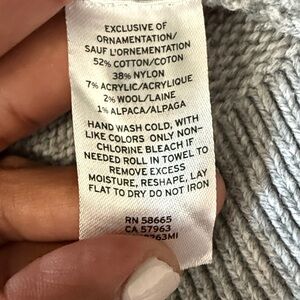 EXCLUSIVE OF
ORNAMENTATION/
SAUF L'ORNEMENTATION
52% COTTON/COTON
38% NYLON
7% ACRYLIC/ACRYLIQUE
2% WOOL/LAINE
1% ALPACA/ALPAGA
HAND WASH COLD, WITH
LIKE COLORS ONLY NON-
CHLORINE BLEACH IF
NEEDED ROLL IN TOWEL TO
REMOVE EXCESS
MOISTURE, RESHAPE, LAY
FLAT TO DRY DO NOT IRON
RN 58665
CA 57963